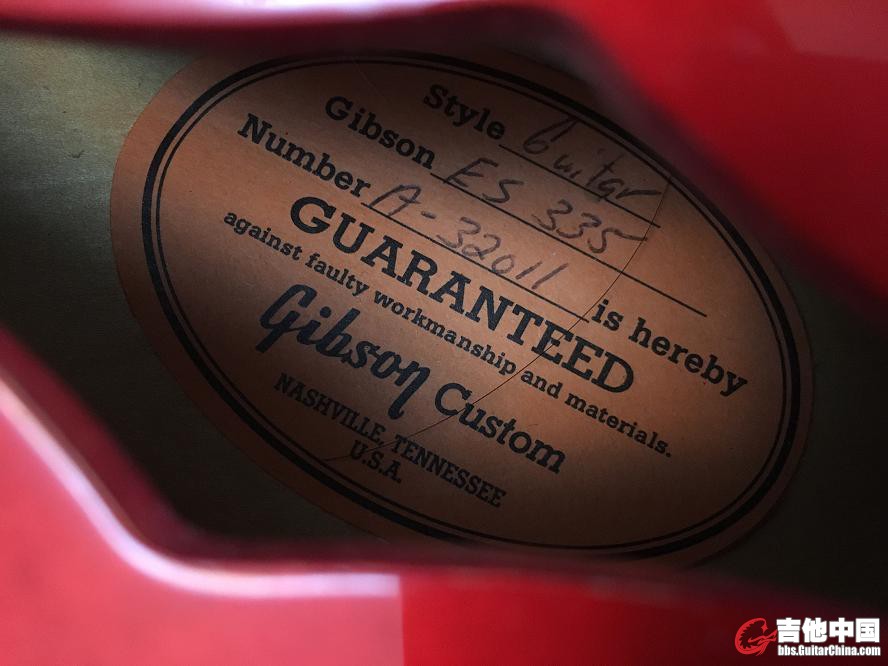 Style Guitar
Gibson ES 335
Number A-32011 is hereby
GUARANTEED
against faulty workmanship and materials.
Gibson Custom
NASHVILLE, TENNESSEE
U.S.A.
吉他中国
bbs.GuitarChina.com